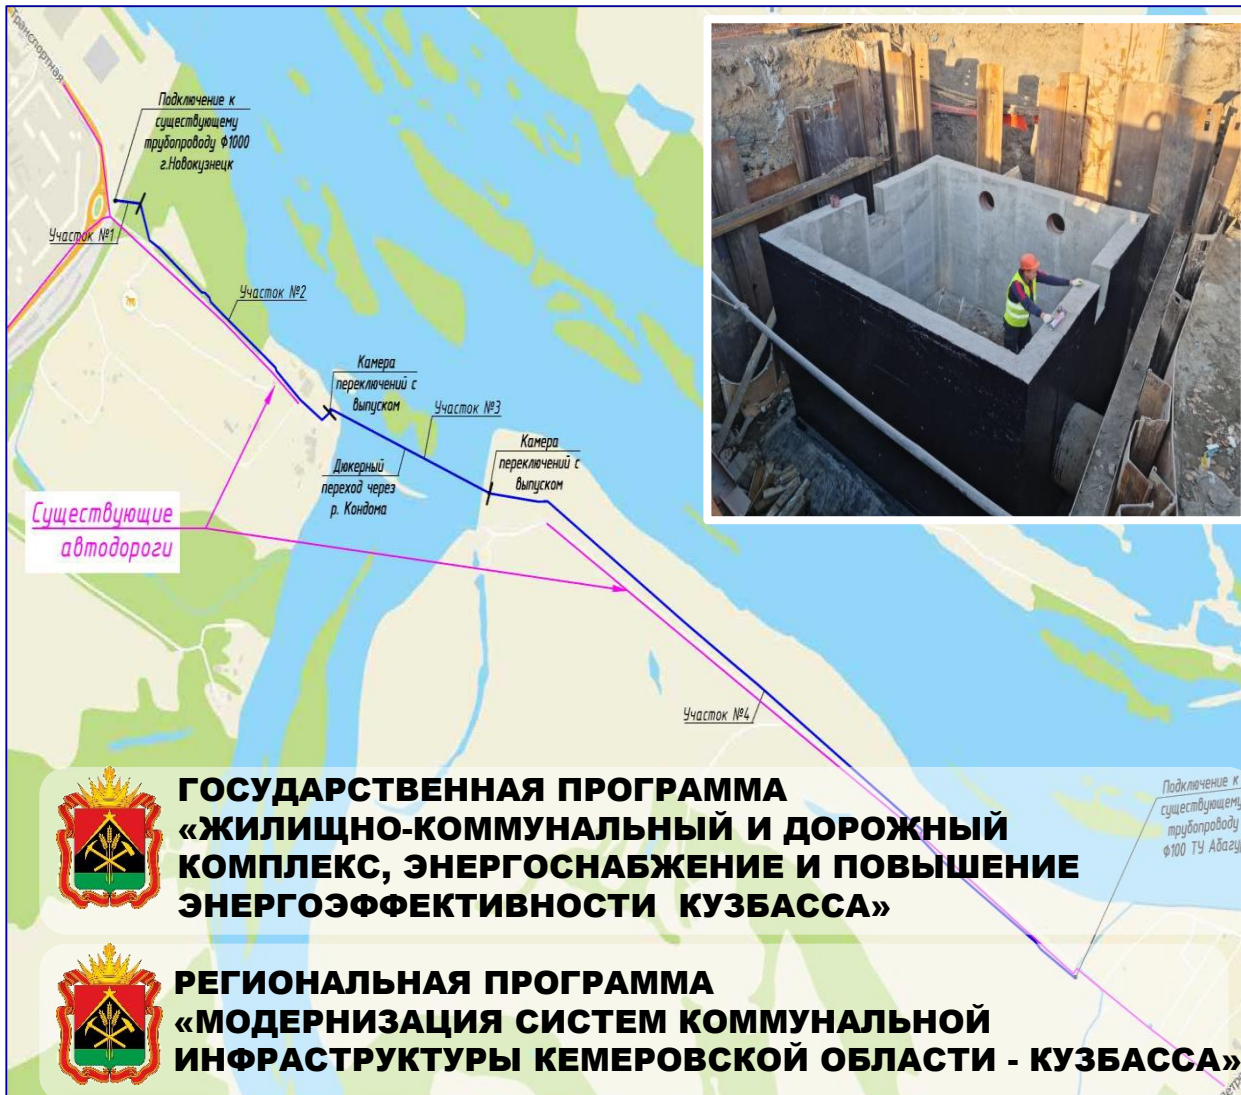 Транспортная
Подключение к
существующему
трубопроводу Ф1000
г.Новокузнецк
Участок №1
Участок №2
Камера
переключений с
выпуском
Участок №3
Камера
переключений с
выпуском
Дюкерный
переход через
р. Кондома
Существующие
автодороги
Участок №4
Подключение к
существующему
трубопроводу
Ф100 ТУ Абагур
ГОСУДАРСТВЕННАЯ ПРОГРАММА
«ЖИЛИЩНО-КОММУНАЛЬНЫЙ И ДОРОЖНЫЙ
КОМПЛЕКС, ЭНЕРГОСНАБЖЕНИЕ И ПОВЫШЕНИЕ
ЭНЕРГОЭФФЕКТИВНОСТИ КУЗБАССА»
РЕГИОНАЛЬНАЯ ПРОГРАММА
«МОДЕРНИЗАЦИЯ СИСТЕМ КОММУНАЛЬНОЙ
ИНФРАСТРУКТУРЫ КЕМЕРОВСКОЙ ОБЛАСТИ - КУЗБАССА»